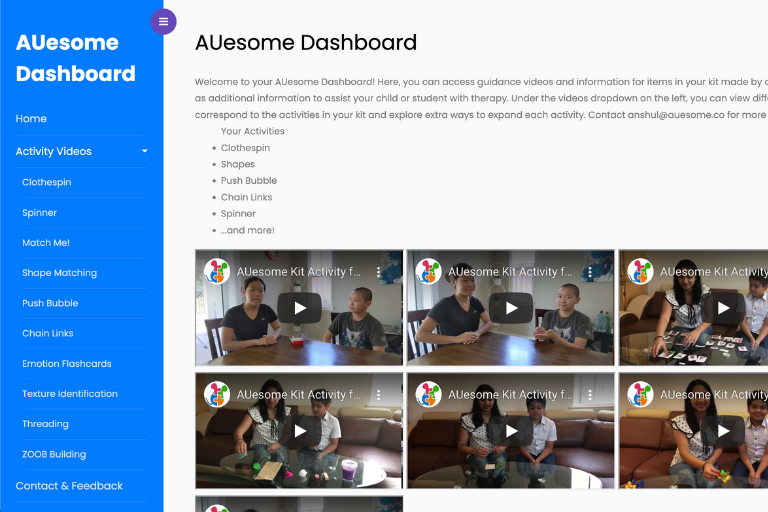 AUesome
Dashboard
Home
Activity Videos
Clothespin
Spinner
Match Me!
Shape Matching
Push Bubble
Chain Links
Emotion Flashcards
Texture Identification
Threading
ZOOB Building
Contact & Feedback
AUesome Dashboard
Welcome to your AUesome Dashboard! Here, you can access guidance videos and information for items in your kit made by
as additional information to assist your child or student with therapy. Under the videos dropdown on the left, you can view
correspond to the activities in your kit and explore extra ways to expand each activity. Contact anshul@auesome.co for more
Your Activities
• Clothespin
• Shapes
• Push Bubble
• Chain Links
• Spinner
• ...and more!
AUesome Kit Activity f...
AUesome Kit Activity f...
AUesome Kit Activity
AUesome Kit Activity f...
AUesome Kit Activity f...
AUesome Kit Activity
AUesome Kit Activity f...